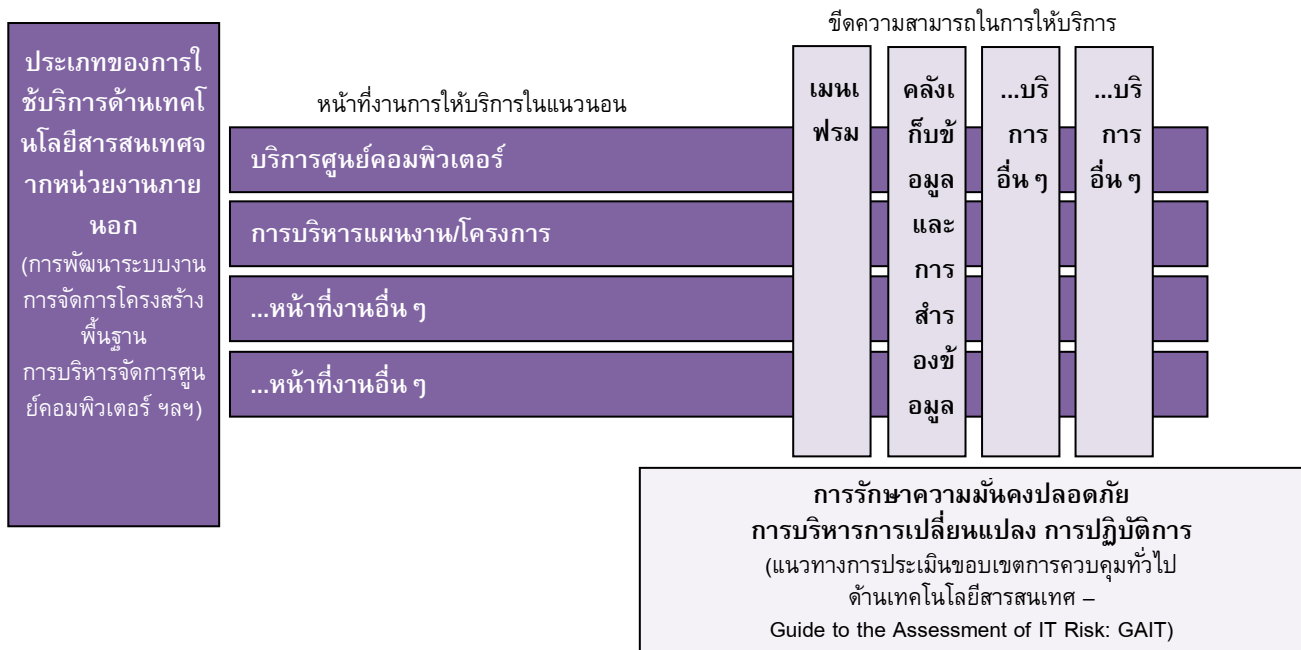 ประเภทของการใ
ช้บริการด้านเทคโ
นโลยีสารสนเทศจ
ากหน่วยงานภาย
นอก
(การพัฒนาระบบงาน
การจัดการโครงสร้าง
พื้นฐาน
การบริหารจัดการศูน
ย์คอมพิวเตอร์ ฯลฯ)
หน้าที่งานการให้บริการในแนวนอน
บริการศูนย์คอมพิวเตอร์
การบริหารแผนงาน/โครงการ
...หน้าที่งานอื่น ๆ
...หน้าที่งานอื่น ๆ
ขีดความสามารถในการให้บริการ
เมนเ
ฟรม
คลังเ
ก็บข้
อมูล
และ
การ
สำร
องข้
อมูล
...บริ
การ
อื่น ๆ
...บริ
การ
อื่น ๆ
การรักษาความมั่นคงปลอดภัย
การบริหารการเปลี่ยนแปลง การปฏิบัติการ
(แนวทางการประเมินขอบเขตการควบคุมทั่วไป
ด้านเทคโนโลยีสารสนเทศ –
Guide to the Assessment of IT Risk: GAIT)